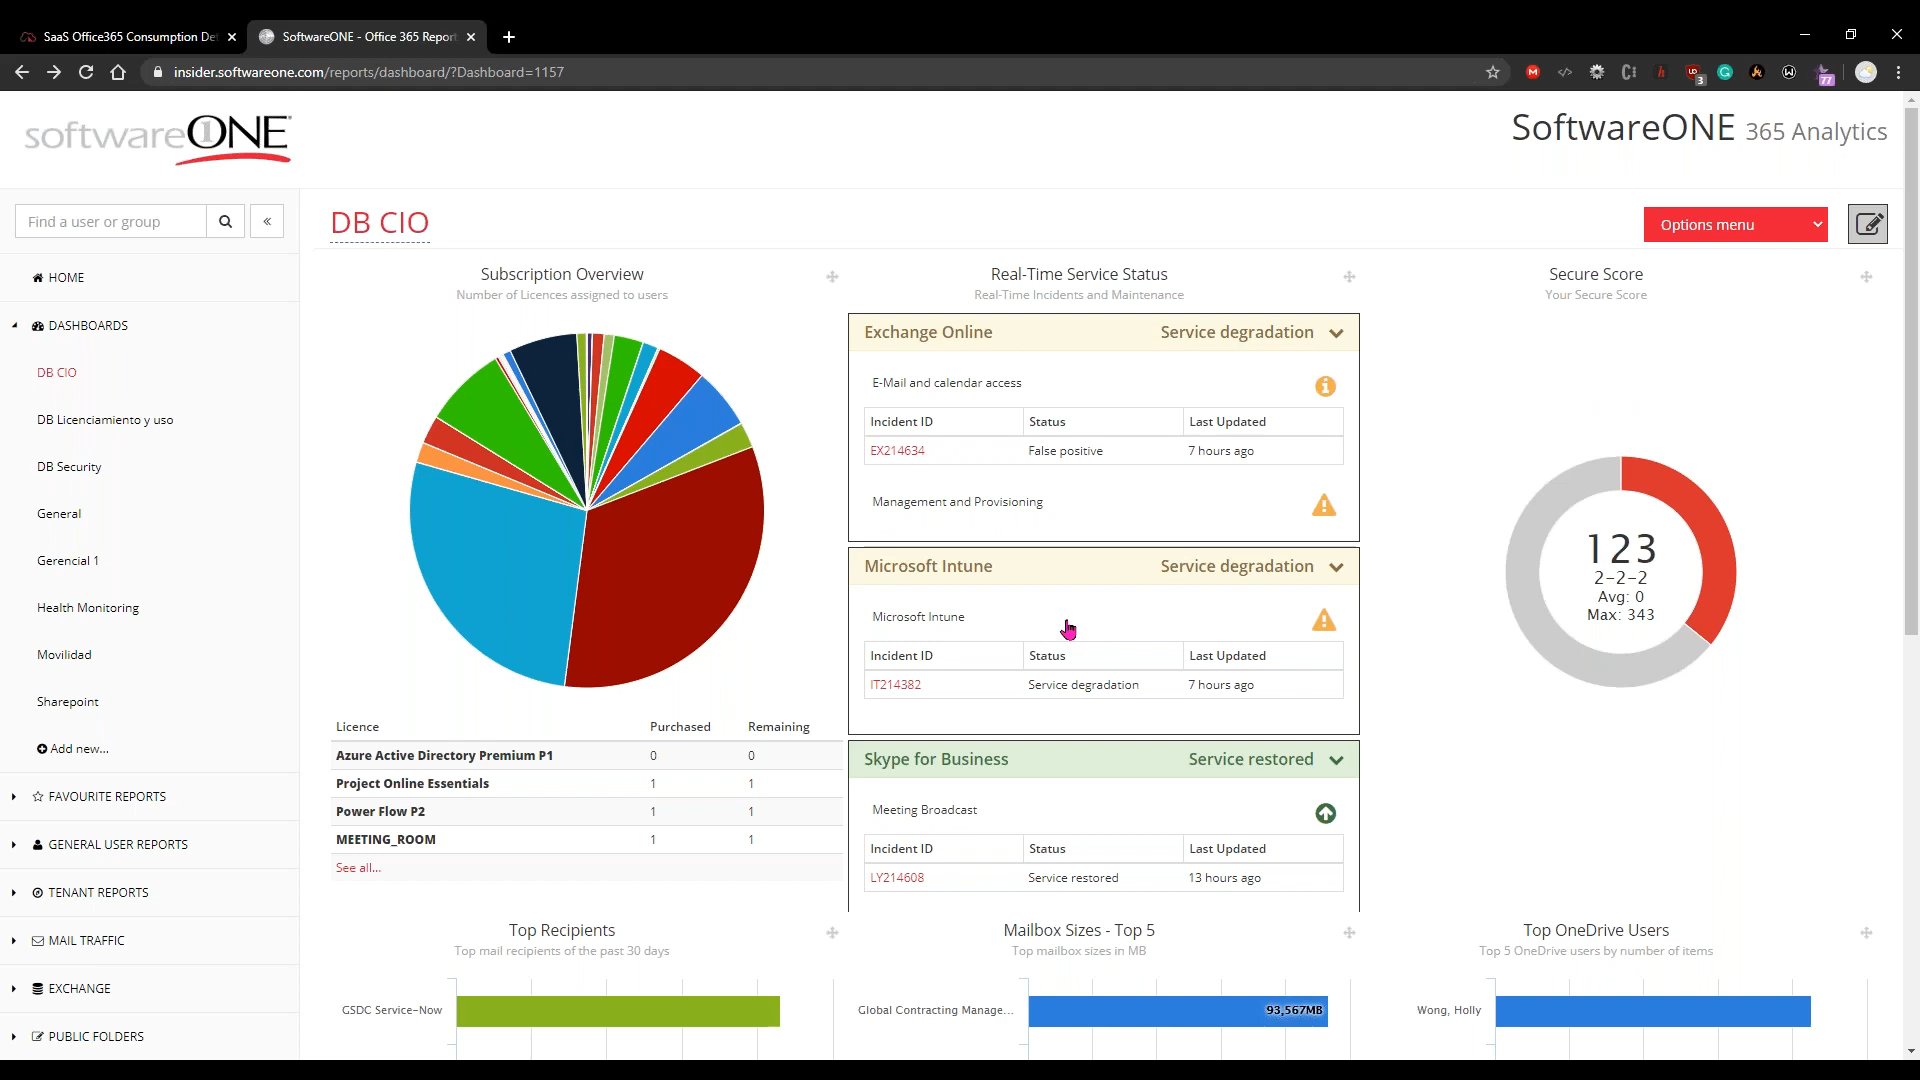 SaaS Office365 Consumption De
SoftwareONE - Office 365 Report
insider.softwareone.com/reports/dashboard/?Dashboard=1157
3
77
softwareONE
SoftwareONE 365 Analytics
Find a user or group
«
HOME
DASHBOARDS
DB CIO
DB Licenciamiento y uso
DB Security
General
Gerencial 1
Health Monitoring
Movilidad
Sharepoint
Add new...
FAVOURITE REPORTS
GENERAL USER REPORTS
TENANT REPORTS
MAIL TRAFFIC
EXCHANGE
PUBLIC FOLDERS
DB CIO
Options menu
Subscription Overview
Number of Licences assigned to users
Licence Purchased Remaining
Azure Active Directory Premium P1 0 0
Project Online Essentials 1 1
Power Flow P2 1 1
MEETING_ROOM 1 1
See all...
Real-Time Service Status
Real-Time Incidents and Maintenance
Exchange Online Service degradation
E-Mail and calendar access
Incident ID Status Last Updated
EX214634 False positive 7 hours ago
Management and Provisioning
Microsoft Intune Service degradation
Microsoft Intune
Incident ID Status Last Updated
IT214382 Service degradation 7 hours ago
Skype for Business Service restored
Meeting Broadcast
Incident ID Status Last Updated
LY214608 Service restored 13 hours ago
Secure Score
Your Secure Score
123
2-2-2
Avg: 0
Max: 343
Top Recipients
Top mail recipients of the past 30 days
GSDC Service-Now
Mailbox Sizes - Top 5
Top mailbox sizes in MB
Global Contracting Manage...
93,567MB
Top OneDrive Users
Top 5 OneDrive users by number of items
Wong, Holly